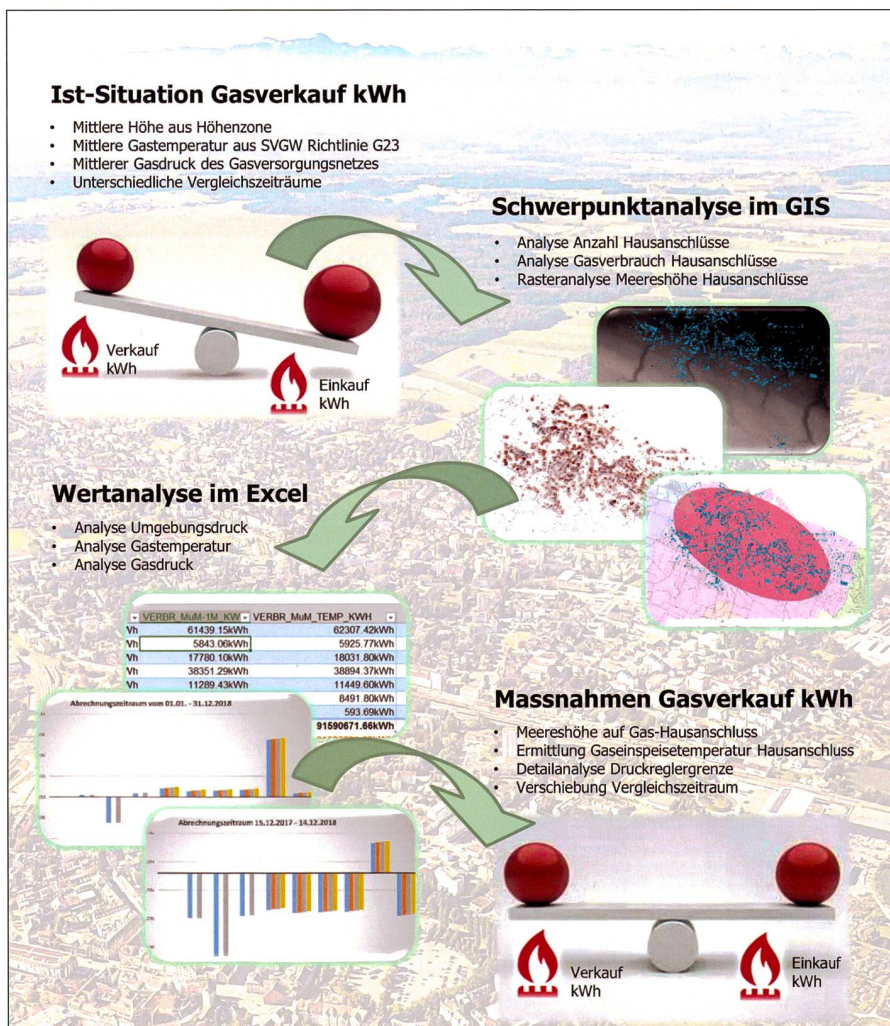 Ist-Situation Gasverkauf kWh
• Mittlere Höhe aus Höhenzone
• Mittlere Gastemperatur aus SVGW Richtlinie G23
• Mittlerer Gasdruck des Gasversorgungsnetzes
• Unterschiedliche Vergleichszeiträume
Verkauf
kWh
Einkauf
kWh
Schwerpunktanalyse im GIS
• Analyse Anzahl Hausanschlüsse
• Analyse Gasverbrauch Hausanschlüsse
• Rasteranalyse Meereshöhe Hausanschlüsse
Wertanalyse im Excel
• Analyse Umgebungsdruck
• Analyse Gastemperatur
• Analyse Gasdruck
VERBR_MuM-1M_KW VERBR_MuM_TEMP_KWH
Vh 61439.15kWh 62307.42kWh
Vh 5843.06kWh 5925.77kWh
Vh 17780.10kWh 18031.80kWh
Vh 38351.29kWh 38894.37kWh
Vh 11289.43kWh 11449.60kWh
8491.80kWh
593.69kWh
91590671.66kWh
Abrechnungszeitraum vom 01.01. - 31.12.2018
Abrechnungszeitraum 15.12.2017 - 14.12.2018
Massnahmen Gasverkauf kWh
• Meereshöhe auf Gas-Hausanschluss
• Ermittlung Gaseinspeisetemperatur Hausanschluss
• Detailanalyse Druckreglergrenze
• Verschiebung Vergleichszeitraum
Verkauf
kWh
Einkauf
kWh